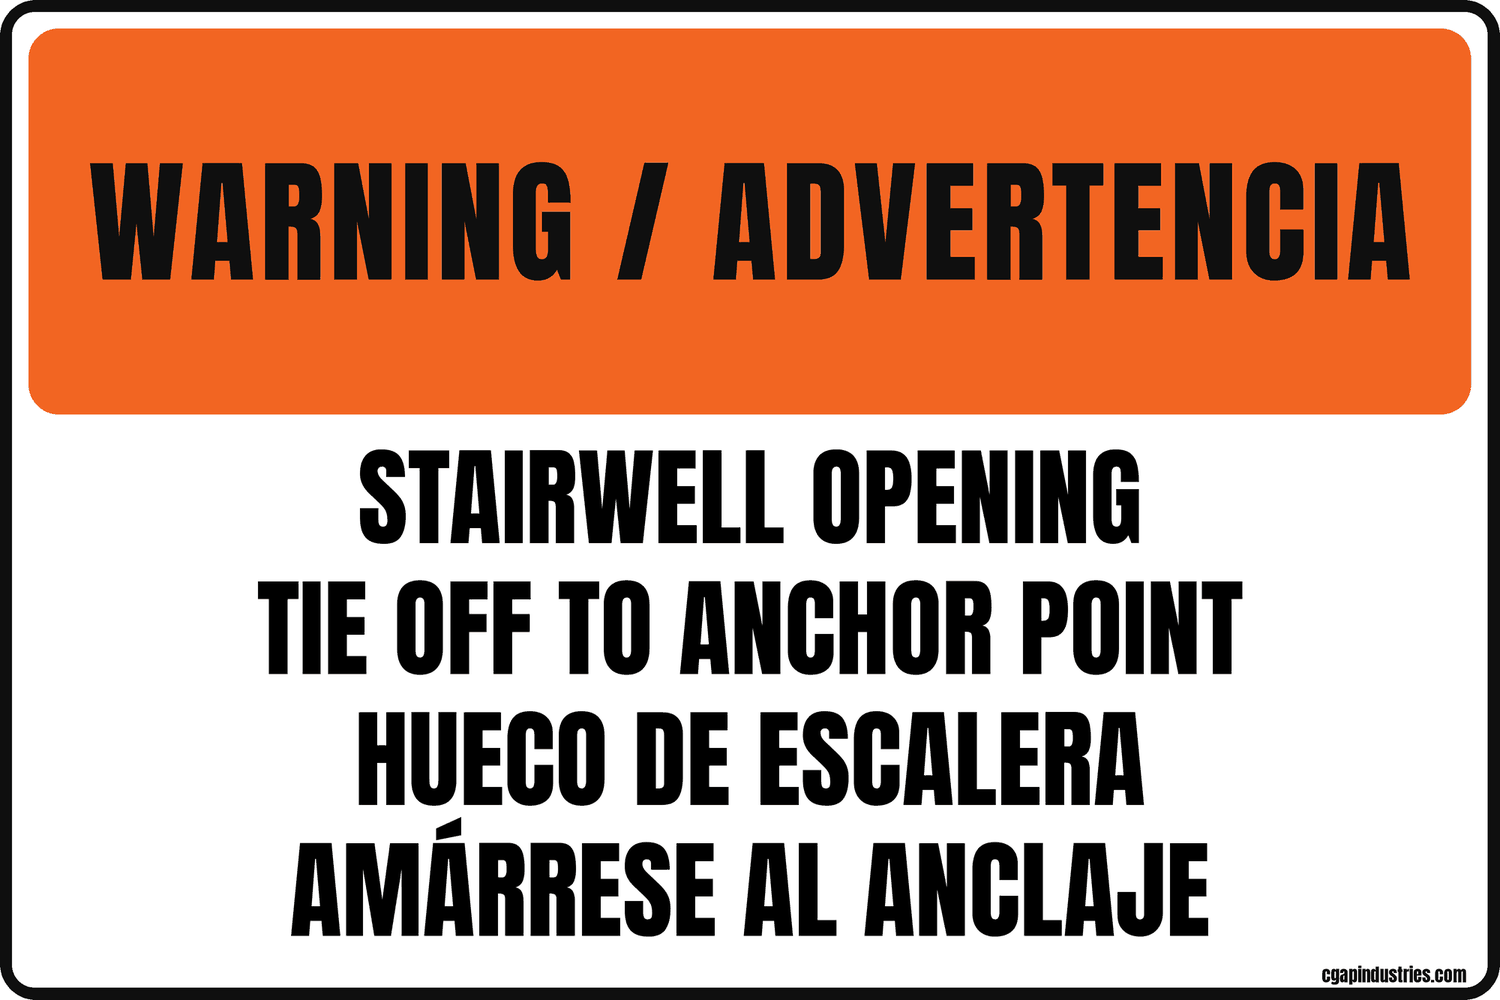 WARNING / ADVERTENCIA
STAIRWELL OPENING
TIE OFF TO ANCHOR POINT
HUECO DE ESCALERA
AMÁRRESE AL ANCLAJE
cgapindustries.com